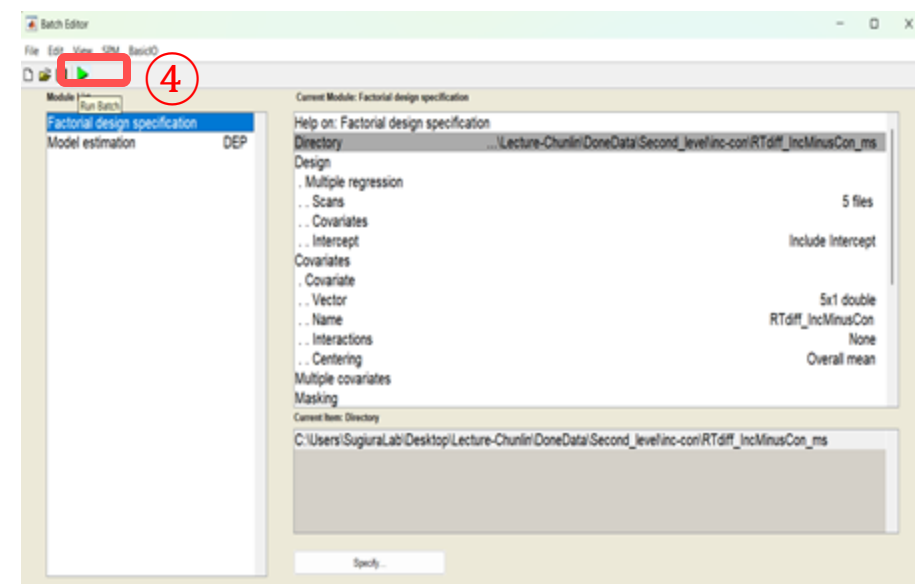 Batch Editor
File Edit View SPM BasicIO
④
Run Batch
Module List
Factorial design specification
Model estimation DEP
Current Module: Factorial design specification
Help on: Factorial design specification
Directory ...\Lecture-Chunlin\DoneData\Second_level\inc-con\RTdiff_IncMinusCon_ms
Design
. Multiple regression
. . Scans 5 files
. . Covariates
. . Intercept Include Intercept
Covariates
. Covariate
. . Vector 5x1 double
. . Name RTdiff_IncMinusCon
. . Interactions None
. . Centering Overall mean
Multiple covariates
Masking
Current Item: Directory
C:\Users\SugiuraLab\Desktop\Lecture-Chunlin\DoneData\Second_level\inc-con\RTdiff_IncMinusCon_ms
Specify...